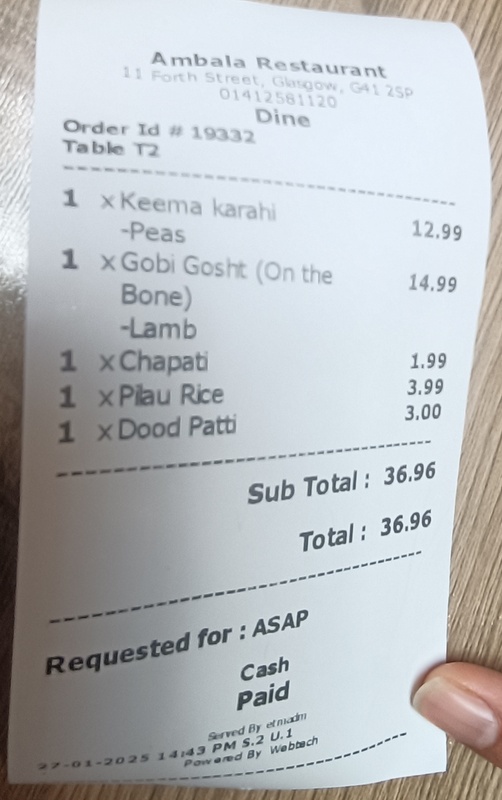 Ambala Restaurant
11 Forth Street, Glasgow, G41 2SP
01412581120
Dine
Order Id # 19332
Table T2
1 x Keema karahi 12.99
-Peas
1 x Gobi Gosht (On the 14.99
Bone)
-Lamb
1 x Chapati 1.99
1 x Pilau Rice 3.99
1 x Dood Patti 3.00
Sub Total : 36.96
Total : 36.96
Requested for : ASAP
Cash
Paid
Served By
27-01-2025 14:43 PM S.2 U.1
Powered By Webtech